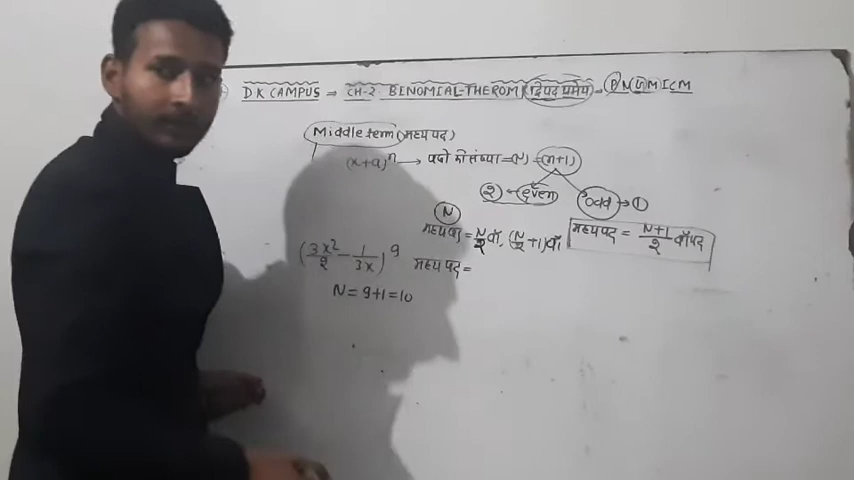 DK CAMPUS ⇒ CH-2 BINOMIAL-THEROM (द्विपद प्रमेय)
Middle term (मध्य पद)
(x+a)ⁿ → पदो की संख्या = (N) = (n+1)
2 ← even odd → 1
N
मध्य पद = N/2 वाँ, (N/2 + 1) वाँ मध्य पद = N+1/2 वाँ पद
(3x²/2 − 1/3x)⁹ मध्य पद =
N = 9+1 = 10